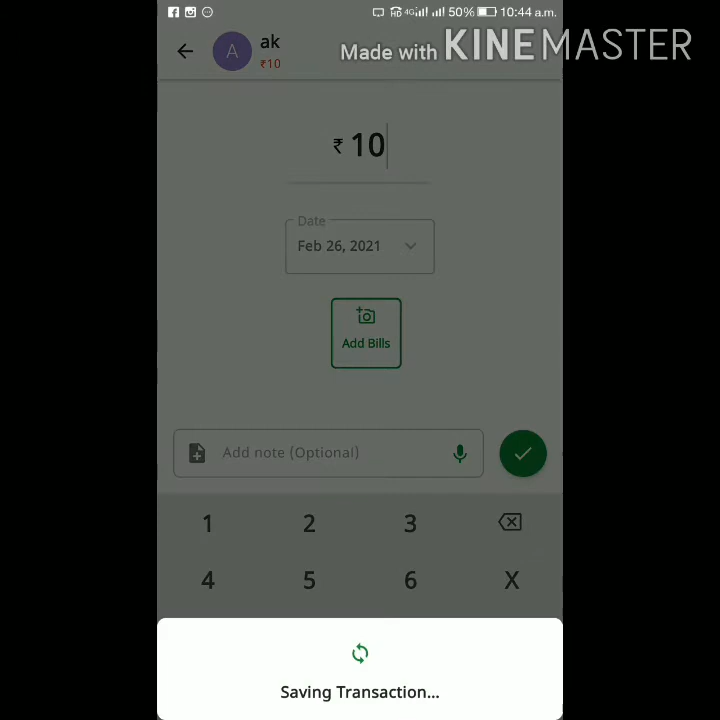 50% 10:44 a.m.
A ak
₹10
Made with KINEMASTER
₹ 10
Date
Feb 26, 2021
Add Bills
Add note (Optional)
1 2 3
4 5 6 X
Saving Transaction...